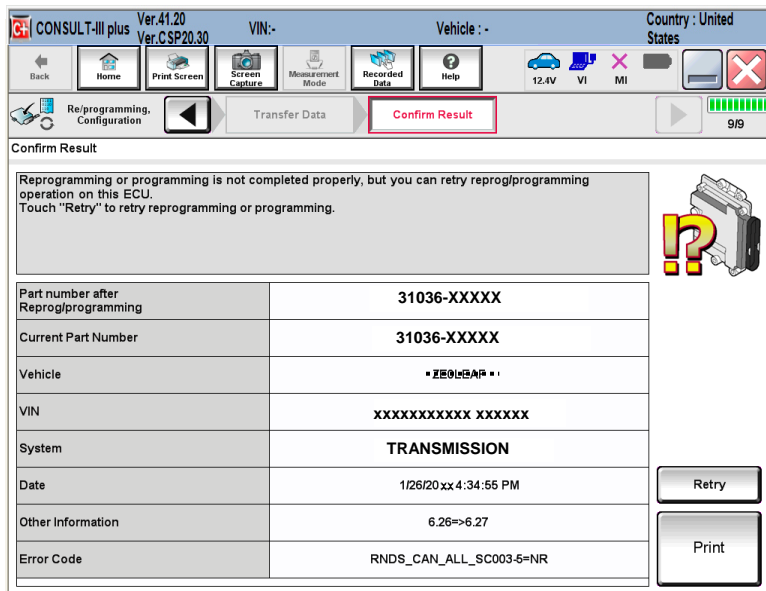 C+ CONSULT-III plus Ver.41.20 Ver.CSP20.30 VIN:- Vehicle : - Country : United States
Back Home Print Screen Screen Capture Measurement Mode Recorded Data Help 12.4V VI MI
Re/programming, Configuration Transfer Data Confirm Result 9/9
Confirm Result
Reprogramming or programming is not completed properly, but you can retry reprog/programming
operation on this ECU.
Touch "Retry" to retry reprogramming or programming.
!?
Part number after
Reprog/programming
31036-XXXXX
Current Part Number 31036-XXXXX
Vehicle
VIN xxxxxxxxxxx xxxxxx
System TRANSMISSION
Date 1/26/20xx 4:34:55 PM
Retry
Other Information 6.26=>6.27
Error Code RNDS_CAN_ALL_SC003-5=NR
Print